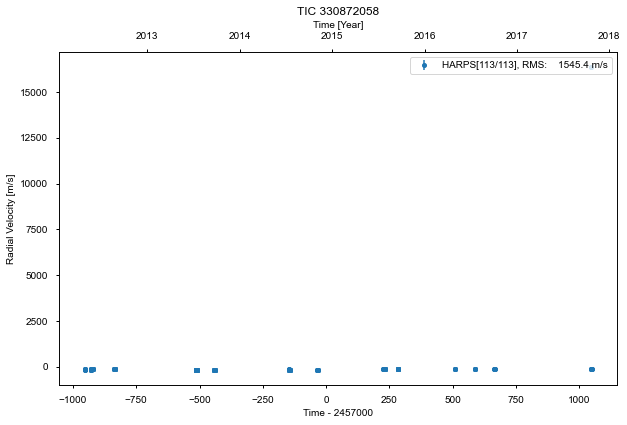 TIC 330872058
Time [Year]
2013 2014 2015 2016 2017 2018
HARPS[113/113], RMS: 1545.4 m/s
Radial Velocity [m/s]
15000
12500
10000
7500
5000
2500
0
−1000 −750 −500 −250 0 250 500 750 1000
Time - 2457000